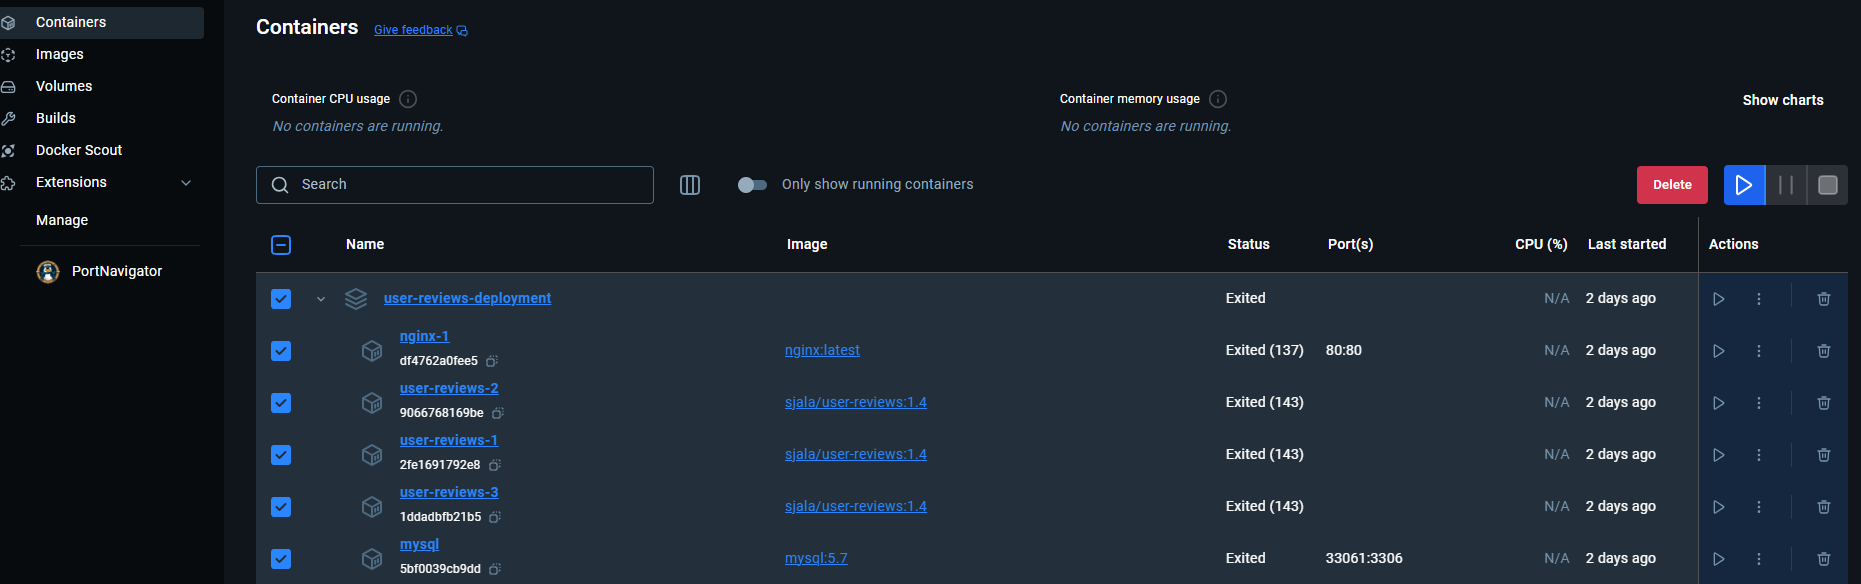 Containers
Images
Volumes
Builds
Docker Scout
Extensions
Manage
PortNavigator
Containers Give feedback
Container CPU usage
No containers are running.
Container memory usage
No containers are running.
Show charts
Search
Only show running containers
Delete
Name Image Status Port(s) CPU (%) Last started Actions
user-reviews-deployment Exited N/A 2 days ago
nginx-1
df4762a0fee5 nginx:latest Exited (137) 80:80 N/A 2 days ago
user-reviews-2
9066768169be sjala/user-reviews:1.4 Exited (143) N/A 2 days ago
user-reviews-1
2fe1691792e8 sjala/user-reviews:1.4 Exited (143) N/A 2 days ago
user-reviews-3
1ddadbfb21b5 sjala/user-reviews:1.4 Exited (143) N/A 2 days ago
mysql
5bf0039cb9dd mysql:5.7 Exited 33061:3306 N/A 2 days ago